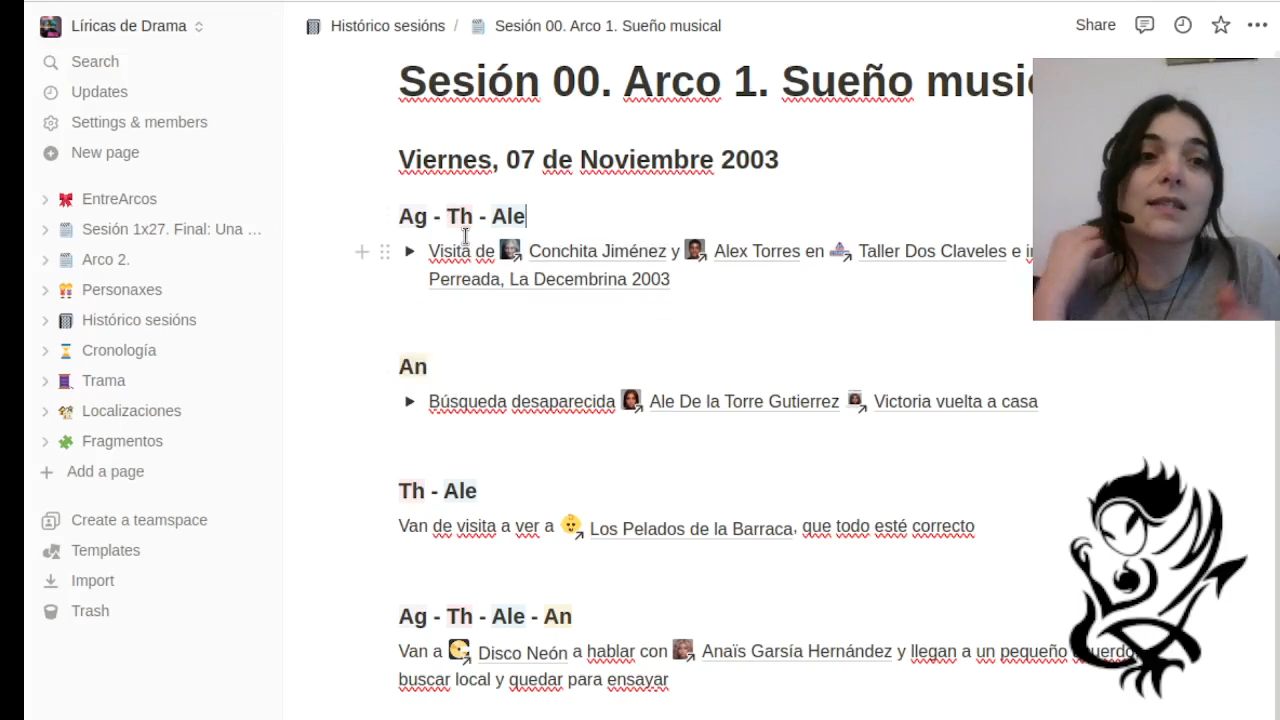 Líricas de Drama
Histórico sesións / Sesión 00. Arco 1. Sueño musical
Share
Search
Updates
Settings & members
New page
EntreArcos
Sesión 1x27. Final: Una ...
Arco 2.
Personaxes
Histórico sesións
Cronología
Trama
Localizaciones
Fragmentos
Add a page
Create a teamspace
Templates
Import
Trash
Sesión 00. Arco 1. Sueño
Viernes, 07 de Noviembre 2003
Ag - Th - Ale
Visita de Conchita Jiménez y Alex Torres en Taller Dos Claveles e
Perreada, La Decembrina 2003
An
Búsqueda desaparecida Ale De la Torre Gutierrez Victoria vuelta a casa
Th - Ale
Van de visita a ver a Los Pelados de la Barraca, que todo esté correcto
Ag - Th - Ale - An
Van a Disco Neón a hablar con Anaïs Garsía Hernández y llegan a un pequeño
buscar local y quedar para ensayar